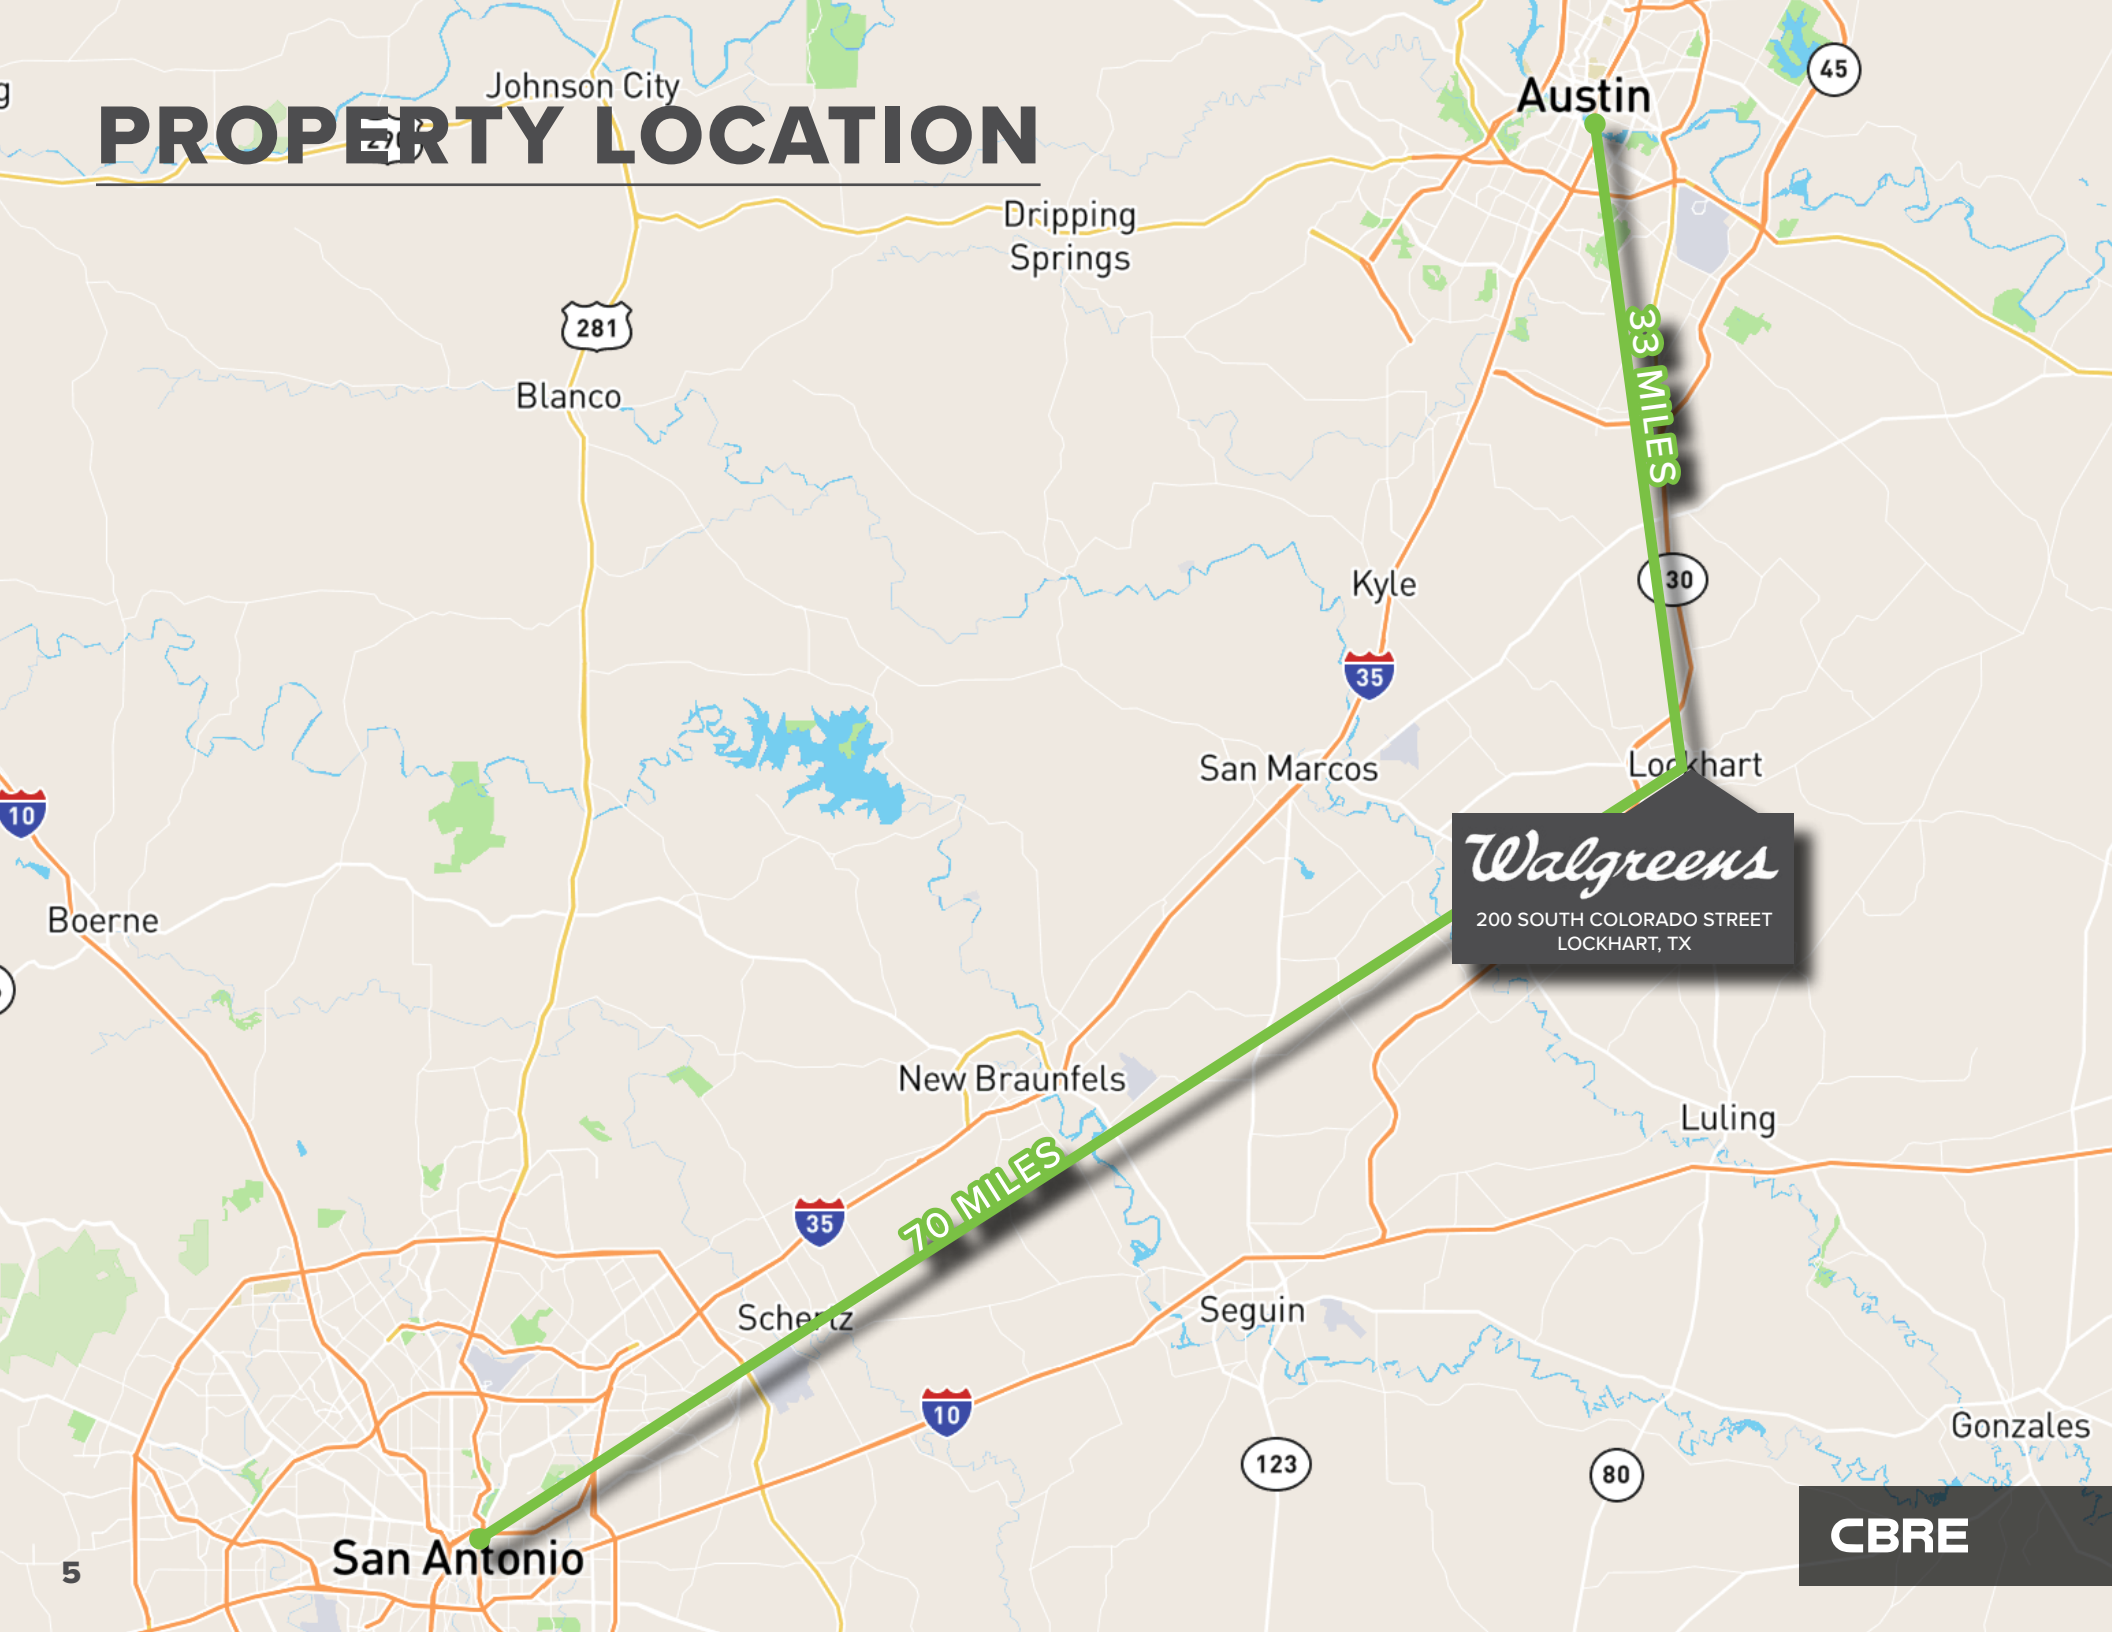 Johnson City
PROPERTY LOCATION
290
45
Austin
Dripping
Springs
281
Blanco
33 MILES
Kyle
30
35
San Marcos
Lockhart
10
Walgreens
200 SOUTH COLORADO STREET
LOCKHART, TX
Boerne
New Braunfels
Luling
70 MILES
35
Schertz
Seguin
10
Gonzales
123
80
San Antonio
CBRE
5